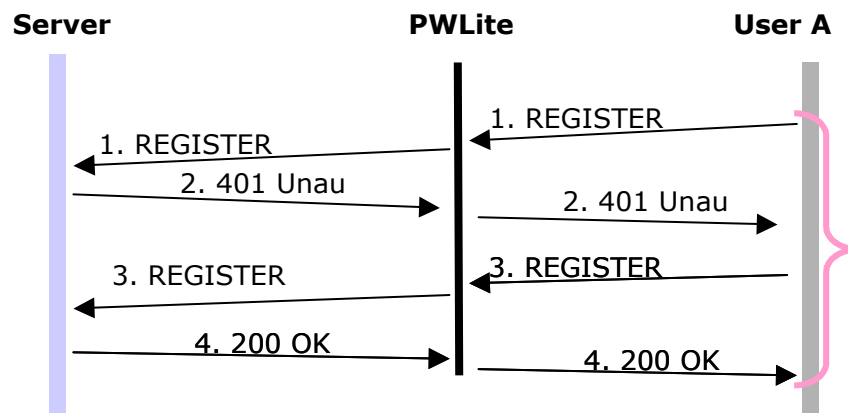 Server PWLite User A
1. REGISTER
1. REGISTER
2. 401 Unau
2. 401 Unau
3. REGISTER
3. REGISTER
4. 200 OK
4. 200 OK